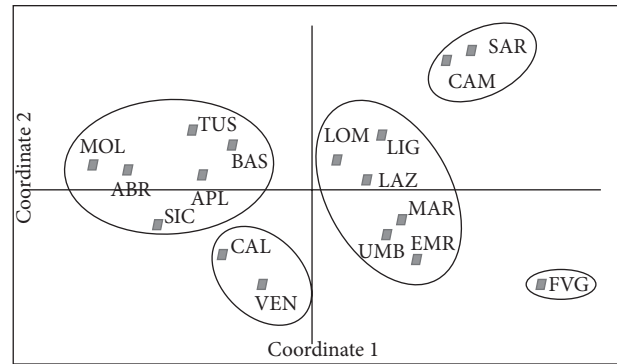 SAR
CAM
TUS
LOM
LIG
MOL
BAS
LAZ
ABR
APL
SIC
MAR
CAL
UMB
EMR
VEN
FVG
Coordinate 2
Coordinate 1